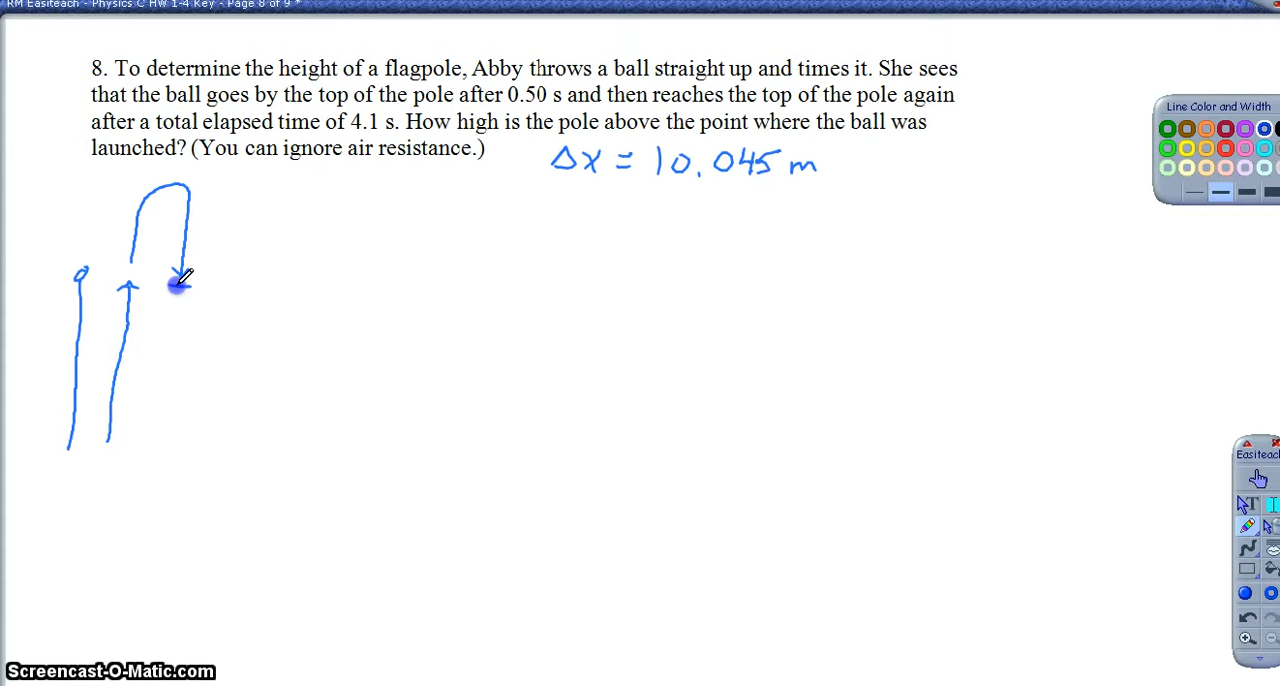 RM Easiteach - Physics C HW 1-4 Key - Page 8 of 9 *
8. To determine the height of a flagpole, Abby throws a ball straight up and times it. She sees
that the ball goes by the top of the pole after 0.50 s and then reaches the top of the pole again
after a total elapsed time of 4.1 s. How high is the pole above the point where the ball was
launched? (You can ignore air resistance.)
Δx = 10.045 m
Line Color and Width
Easiteach
T
Screencast-O-Matic.com